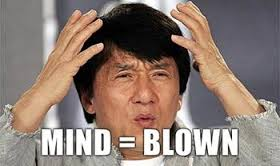 MIND = BLOWN